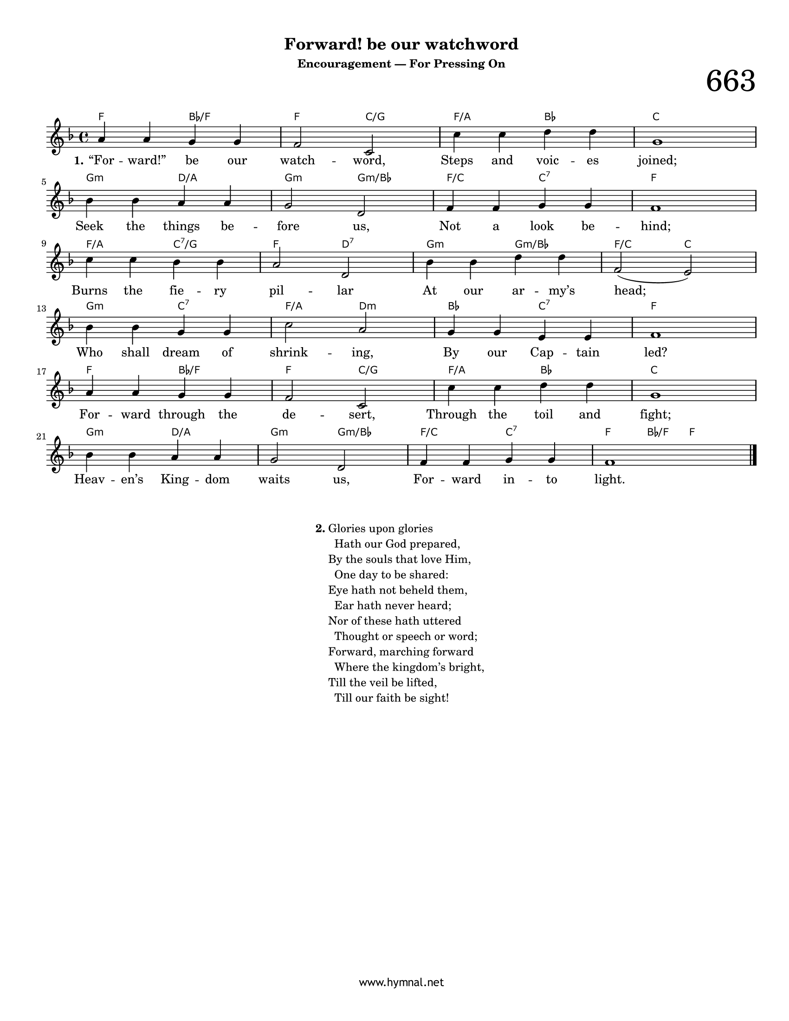 Forward! be our watchword
Encouragement — For Pressing On
663
F B♭/F F C/G F/A B♭ C
1. “For - ward!” be our watch - word, Steps and voic - es joined;
5 Gm D/A Gm Gm/B♭ F/C C7 F
Seek the things be - fore us, Not a look be - hind;
9 F/A C7/G F D7 Gm Gm/B♭ F/C C
Burns the fie - ry pil - lar At our ar - my’s head;
13 Gm C7 F/A Dm B♭ C7 F
Who shall dream of shrink - ing, By our Cap - tain led?
17 F B♭/F F C/G F/A B♭ C
For - ward through the de - sert, Through the toil and fight;
21 Gm D/A Gm Gm/B♭ F/C C7 F B♭/F F
Heav - en’s King - dom waits us, For - ward in - to light.
2. Glories upon glories
Hath our God prepared,
By the souls that love Him,
One day to be shared:
Eye hath not beheld them,
Ear hath never heard;
Nor of these hath uttered
Thought or speech or word;
Forward, marching forward
Where the kingdom’s bright,
Till the veil be lifted,
Till our faith be sight!
www.hymnal.net